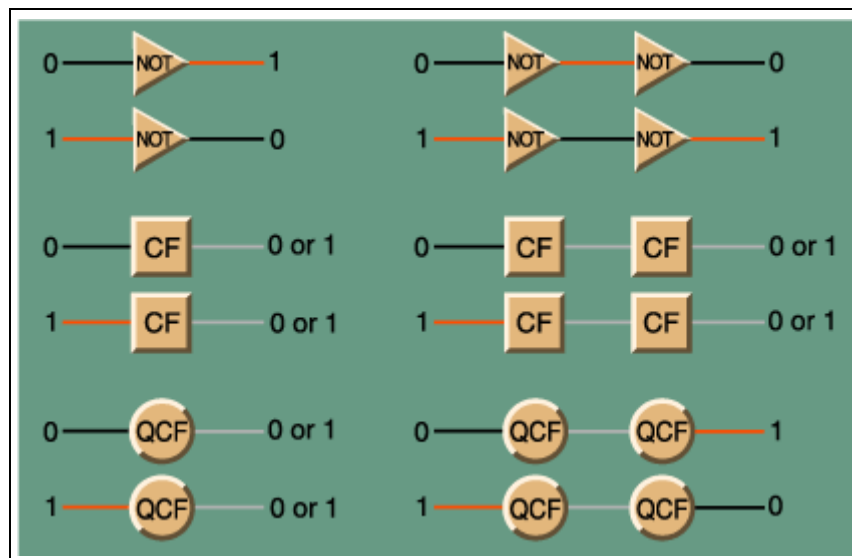 0 NOT 1
0 NOT NOT 0
1 NOT 0
1 NOT NOT 1
0 CF 0 or 1
0 CF CF 0 or 1
1 CF 0 or 1
1 CF CF 0 or 1
0 QCF 0 or 1
0 QCF QCF 1
1 QCF 0 or 1
1 QCF QCF 0